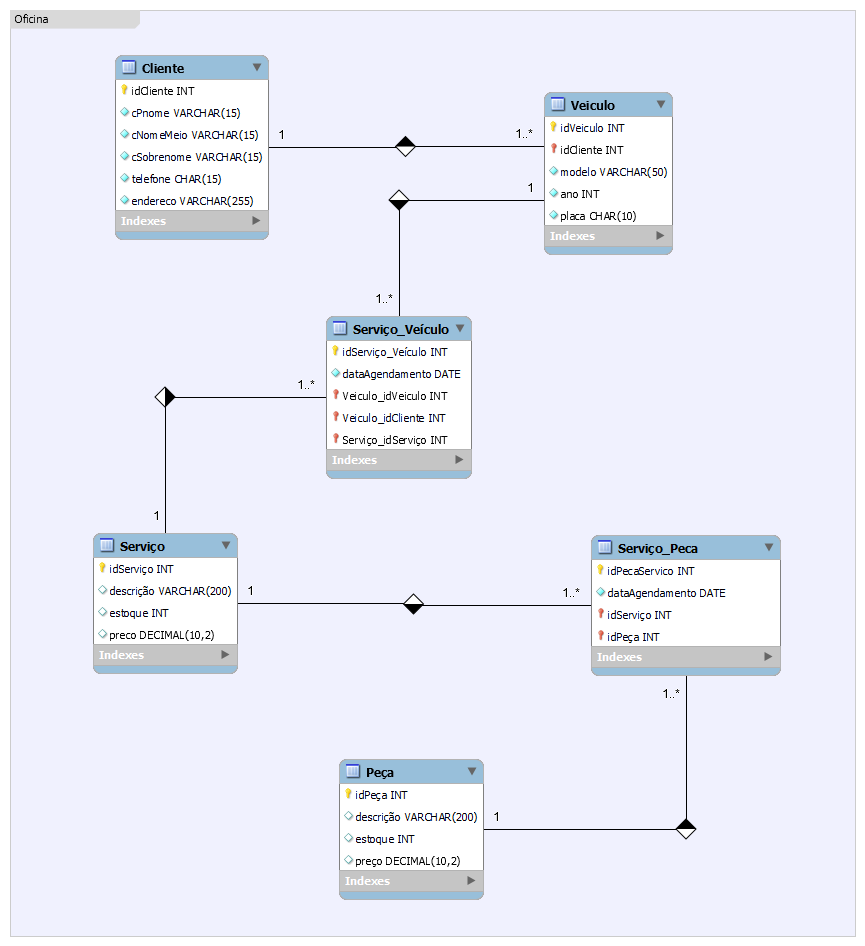 Oficina
Cliente
idCliente INT
cPnome VARCHAR(15)
cNomeMeio VARCHAR(15)
cSobrenome VARCHAR(15)
telefone CHAR(15)
endereco VARCHAR(255)
Indexes
1
1..*
Veiculo
idVeiculo INT
idCliente INT
modelo VARCHAR(50)
ano INT
placa CHAR(10)
Indexes
1
1..*
Serviço_Veículo
idServiço_Veículo INT
dataAgendamento DATE
Veiculo_idVeiculo INT
Veiculo_idCliente INT
Serviço_idServiço INT
Indexes
1..*
1
Serviço
idServiço INT
descrição VARCHAR(200)
estoque INT
preco DECIMAL(10,2)
Indexes
1
1..*
Serviço_Peca
idPecaServico INT
dataAgendamento DATE
idServiço INT
idPeça INT
Indexes
1..*
Peça
idPeça INT
descrição VARCHAR(200)
estoque INT
preço DECIMAL(10,2)
Indexes
1